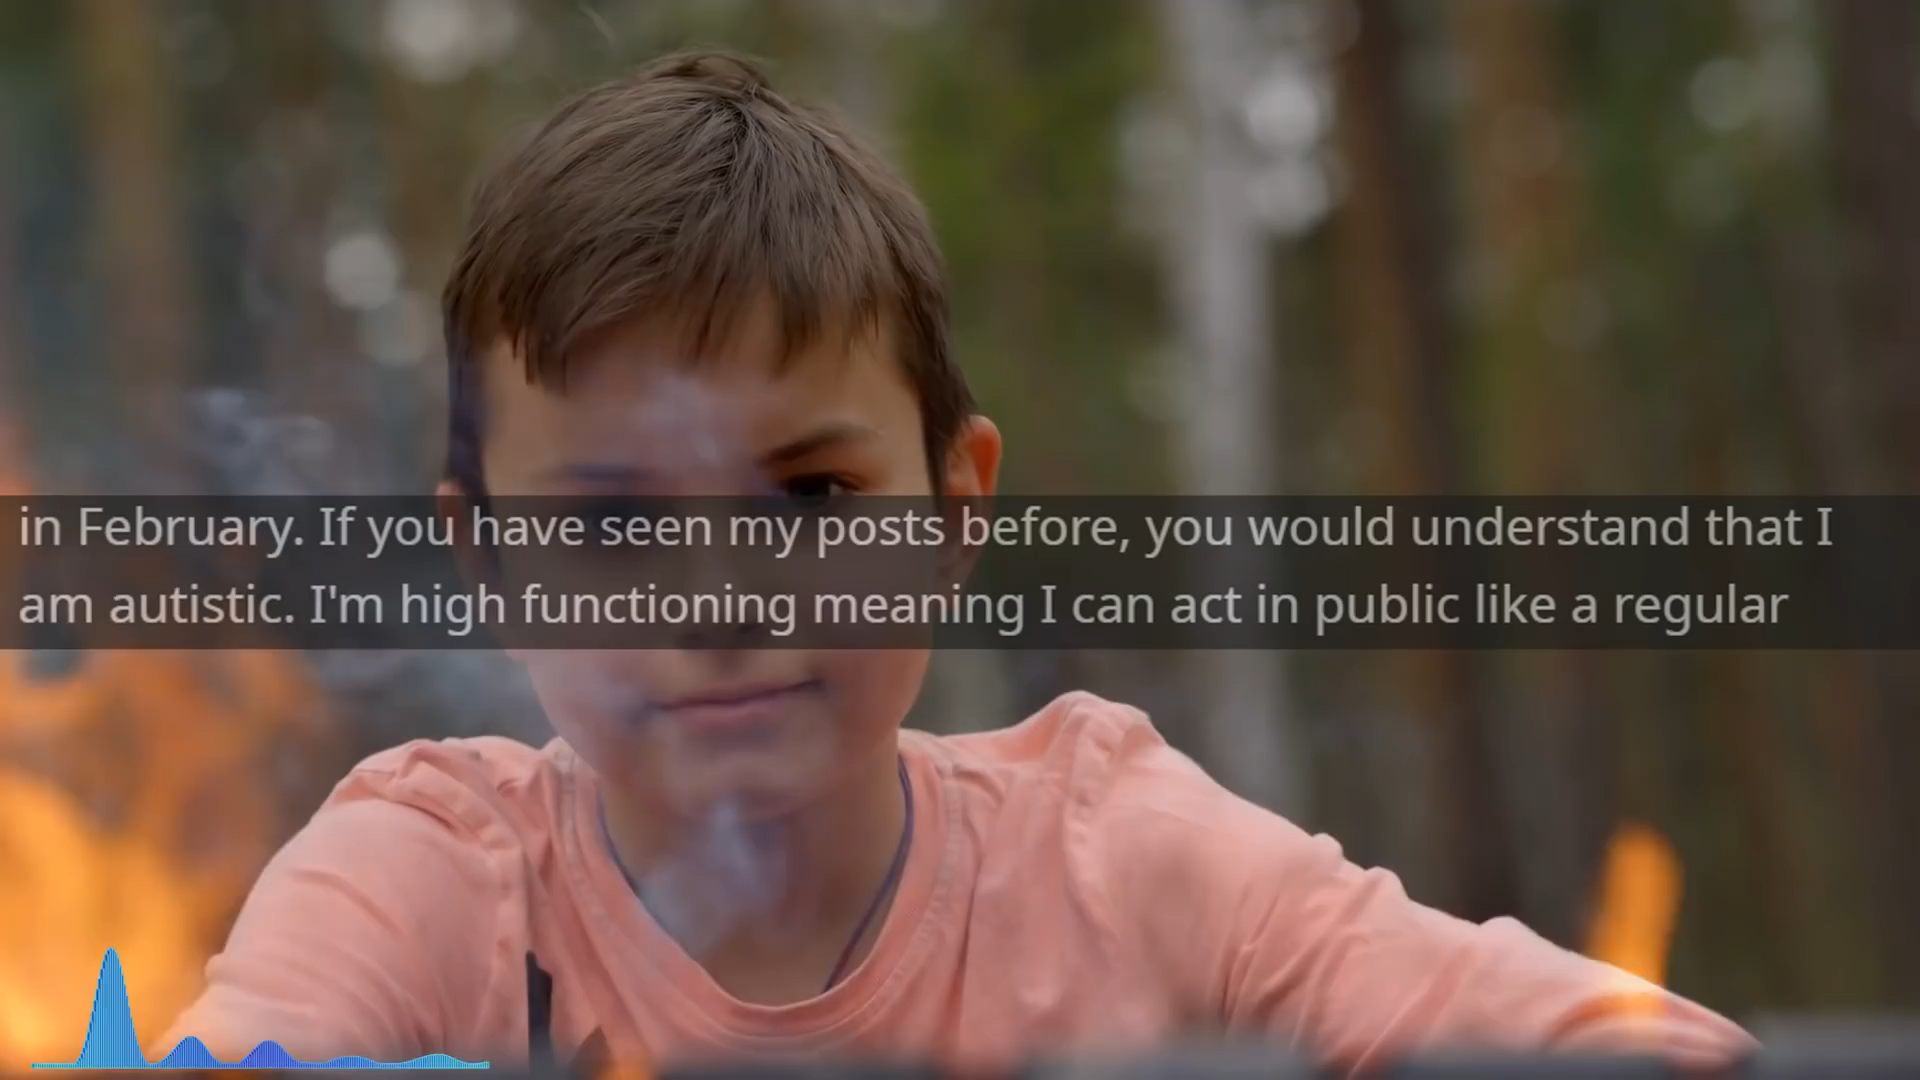 in February. If you have seen my posts before, you would understand that I
am autistic. I'm high functioning meaning I can act in public like a regular